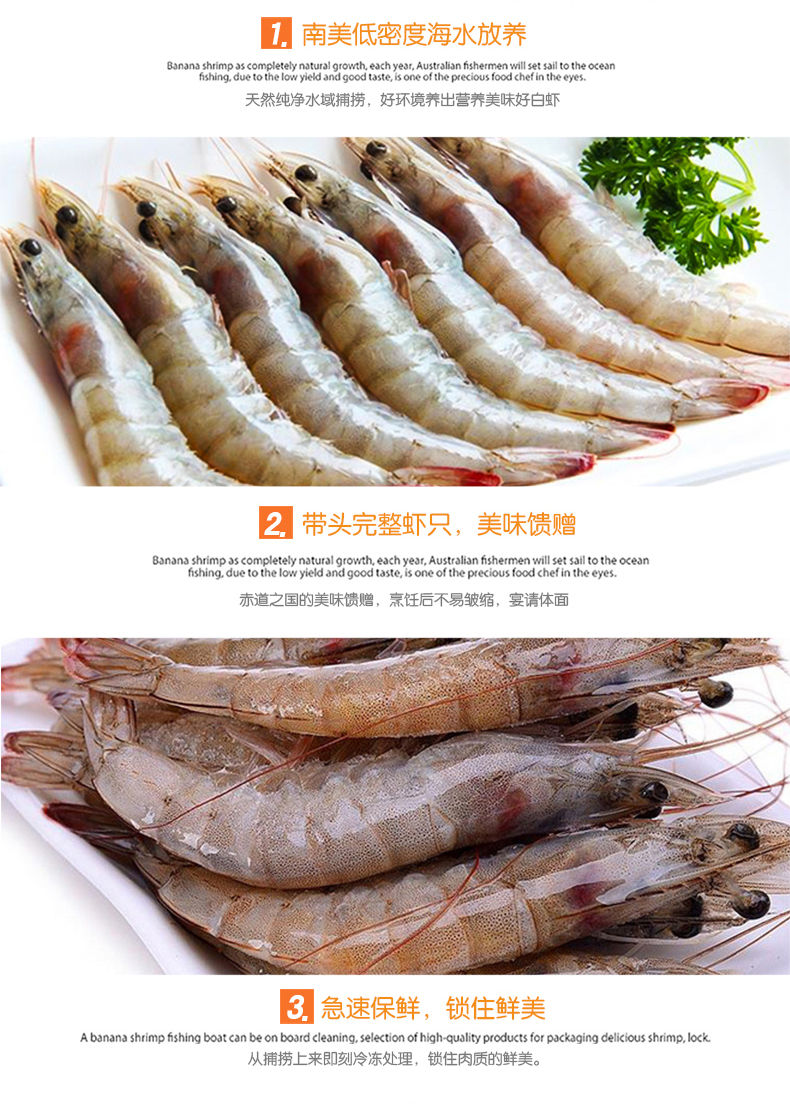 1. 南美低密度海水放养
Banana shrimp as completely natural growth, each year, Australian fishermen will set sail to the ocean
fishing, due to the low yield and good taste, is one of the precious food chef in the eyes.
天然纯净水域捕捞，好环境养出营养美味好白虾
2. 带头完整虾只，美味馈赠
Banana shrimp as completely natural growth, each year, Australian fishermen will set sail to the ocean
fishing, due to the low yield and good taste, is one of the precious food chef in the eyes.
赤道之国的美味馈赠，烹饪后不易皱缩，宴请体面
3. 急速保鲜，锁住鲜美
A banana shrimp fishing boat can be on board cleaning, selection of high-quality products for packaging delicious shrimp, lock.
从捕捞上来即刻冷冻处理，锁住肉质的鲜美。